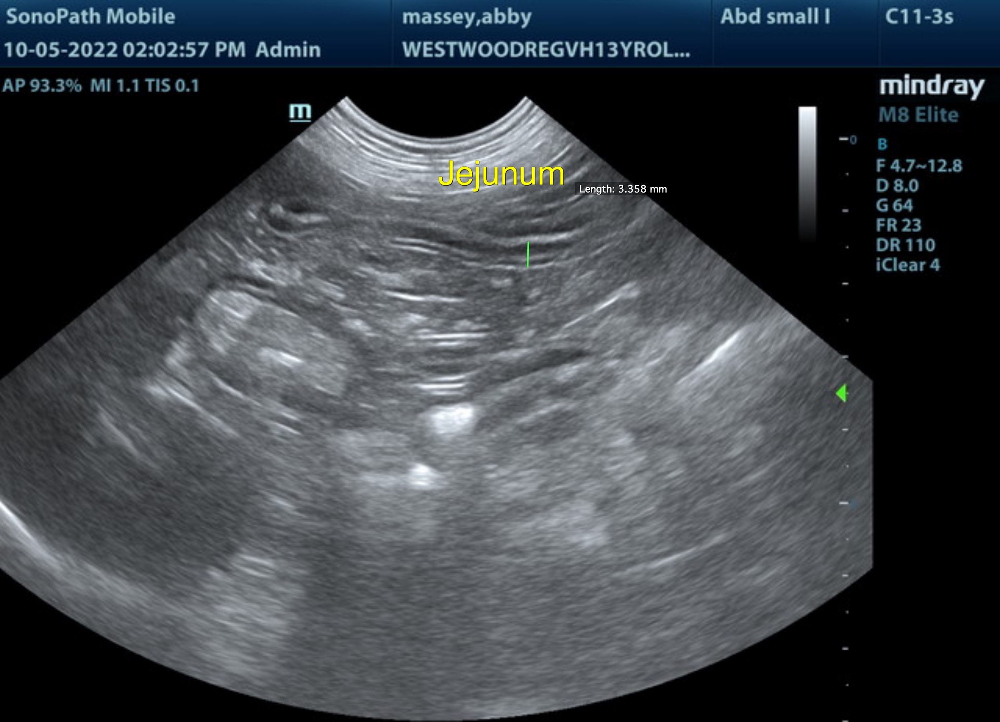 SonoPath Mobile
massey,abby
Abd small I
C11-3s
10-05-2022 02:02:57 PM Admin
WESTWOODREGVH13YROL...
AP 93.3% MI 1.1 TIS 0.1
mindray
m
M8 Elite
0
B
F 4.7~12.8
D 8.0
G 64
FR 23
DR 110
iClear 4
Jejunum
Length: 3.358 mm